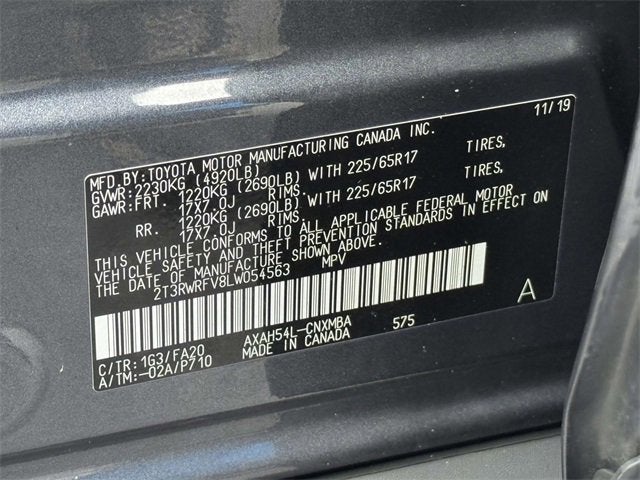 11/19
MFD.BY:TOYOTA MOTOR MANUFACTURING CANADA INC.
GVWR:2230KG (4920LB)
GAWR:FRT. 1220KG (2690LB) WITH 225/65R17 TIRES,
17X7.0J RIMS.
RR. 1220KG (2690LB) WITH 225/65R17 TIRES,
17X7.0J RIMS.
THIS VEHICLE CONFORMS TO ALL APPLICABLE FEDERAL MOTOR
VEHICLE SAFETY AND THEFT PREVENTION STANDARDS IN EFFECT ON
THE DATE OF MANUFACTURE SHOWN ABOVE.
2T3RWRFV8LW054563 MPV
A
C/TR:1G3/FA20 AXAH54L-CNXMBA 575
A/TM:-02A/P710 MADE IN CANADA